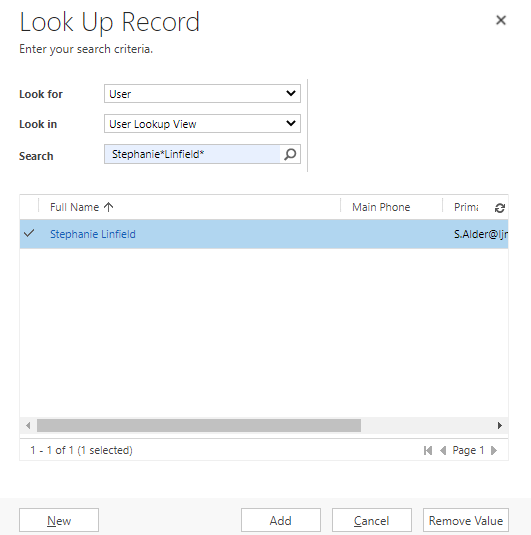 Look Up Record
Enter your search criteria.
Look for User
Look in User Lookup View
Search Stephanie*Linfield*
Full Name Main Phone Prima
Stephanie Linfield S.Alder@ljm
1 - 1 of 1 (1 selected) Page 1
New Add Cancel Remove Value